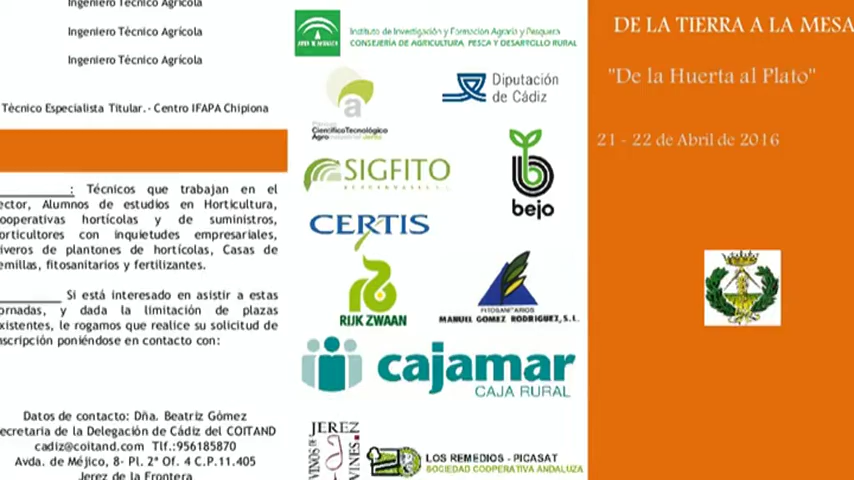 Ingeniero Técnico Agrícola
Ingeniero Técnico Agrícola
Ingeniero Técnico Agrícola
Técnico Especialista Titular.- Centro IFAPA Chipiona
: Técnicos que trabajan en el
ector, Alumnos de estudios en Horticultura,
ooperativas hortícolas y de suministros,
orticultores con inquietudes empresariales,
iveros de plantones de hortícolas, Casas de
emillas, fitosanitarios y fertilizantes.
Si está interesado en asistir a estas
ornadas, y dada la limitación de plazas
xistentes, le rogamos que realice su solicitud de
nscripción poniéndose en contacto con:
Datos de contacto: Dña. Beatriz Gómez
ecretaria de la Delegación de Cádiz del COITAND
cadiz@coitand.com Tlf.:956185870
Avda. de Méjico, 8- Pl. 2ª Of. 4 C.P.11.405
Jerez de la Frontera
Instituto de Investigación y Formación Agraria y Pesquera
CONSEJERÍA DE AGRICULTURA, PESCA Y DESARROLLO RURAL
Diputación
de Cádiz
CientíficoTecnológico
SIGFITO
bejo
CERTIS
RIJK ZWAAN
FITOSANITARIOS
MANUEL GOMEZ RODRIGUEZ, S.L.
cajamar
CAJA RURAL
VINOS DE
JEREZ
WINES.
LOS REMEDIOS - PICASAT
SOCIEDAD COOPERATIVA ANDALUZA
DE LA TIERRA A LA MESA
"De la Huerta al Plato"
21 - 22 de Abril de 2016